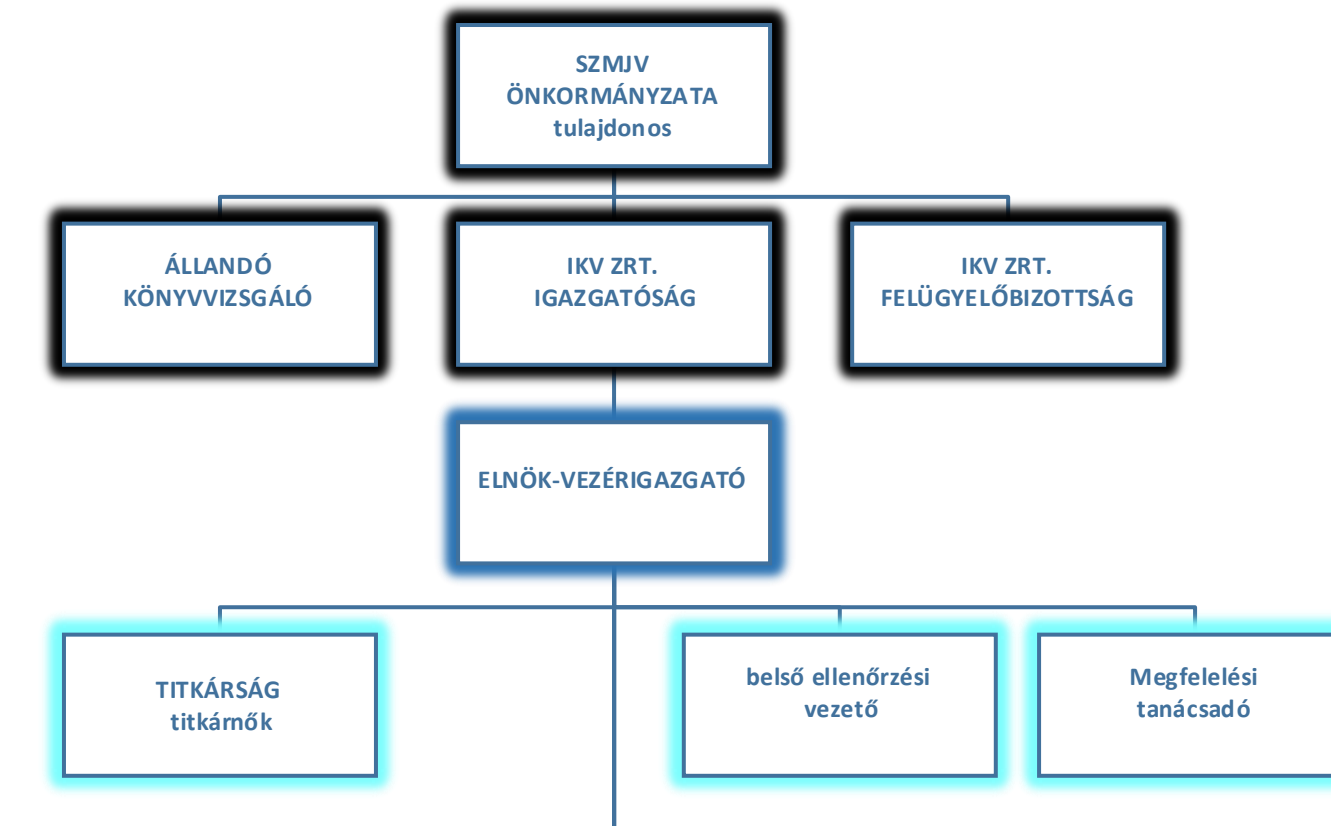 SZMJV
ÖNKORMÁNYZATA
tulajdonos
ÁLLANDÓ
KÖNYVVIZSGÁLÓ
IKV ZRT.
IGAZGATÓSÁG
IKV ZRT.
FELÜGYELŐBIZOTTSÁG
ELNÖK-VEZÉRIGAZGATÓ
TITKÁRSÁG
titkárnők
belső ellenőrzési
vezető
Megfelelési
tanácsadó